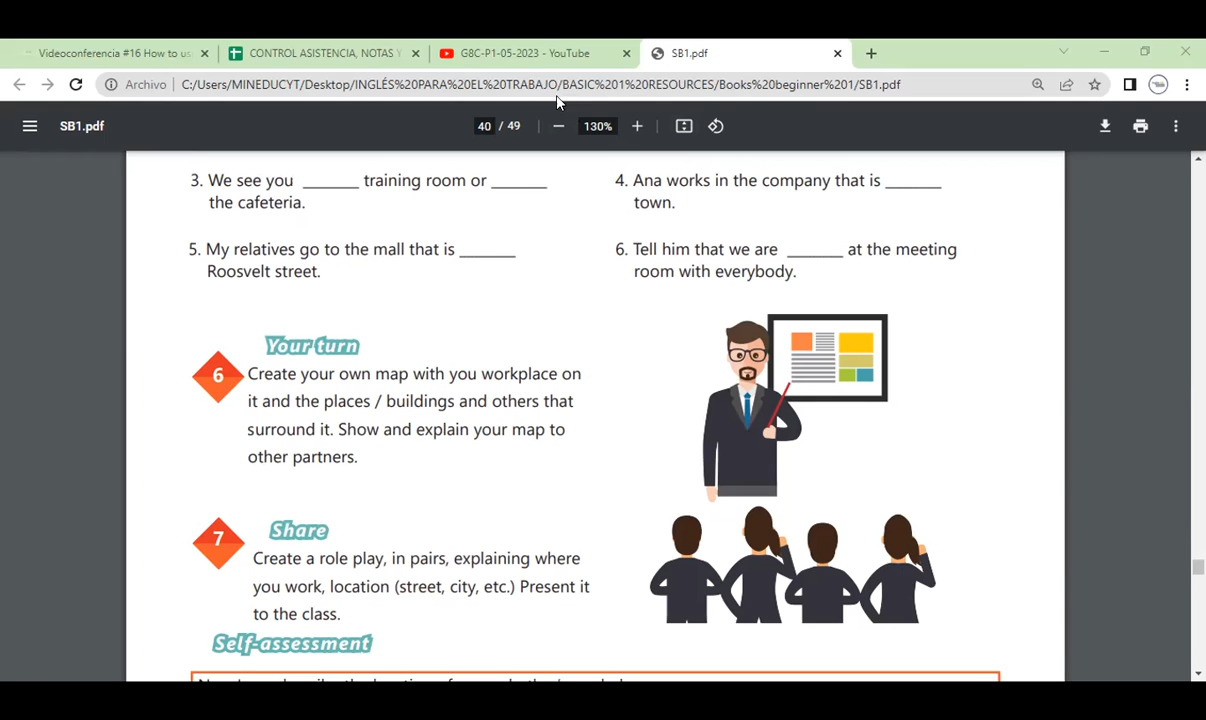 Videoconferencia #16 How to us
CONTROL ASISTENCIA, NOTAS Y
G8C-P1-05-2023 - YouTube
SB1.pdf
Archivo
C:/Users/MINEDUCYT/Desktop/INGLÉS%20PARA%20EL%20TRABAJO/BASIC%201%20RESOURCES/Books%20beginner%201/SB1.pdf
SB1.pdf
40 / 49
130%
3. We see you ______ training room or ______
the cafeteria.
4. Ana works in the company that is ______
town.
5. My relatives go to the mall that is ______
Roosvelt street.
6. Tell him that we are ______ at the meeting
room with everybody.
Your turn
6
Create your own map with you workplace on
it and the places / buildings and others that
surround it. Show and explain your map to
other partners.
7
Share
Create a role play, in pairs, explaining where
you work, location (street, city, etc.) Present it
to the class.
Self-assessment